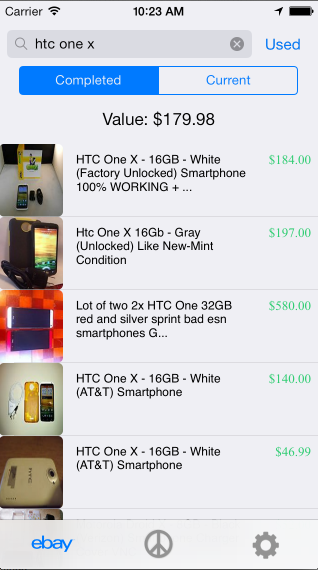 Carrier 10:23 AM
htc one x Used
Completed Current
Value: $179.98
HTC One X - 16GB - White $184.00
(Factory Unlocked) Smartphone
100% WORKING + ...
Htc One X 16Gb - Gray $197.00
(Unlocked) Like New-Mint
Condition
Lot of two 2x HTC One 32GB $580.00
red and silver sprint bad esn
smartphones G...
HTC One X - 16GB - White $140.00
(AT&T) Smartphone
HTC One X - 16GB - White $46.99
(AT&T) Smartphone
ebay